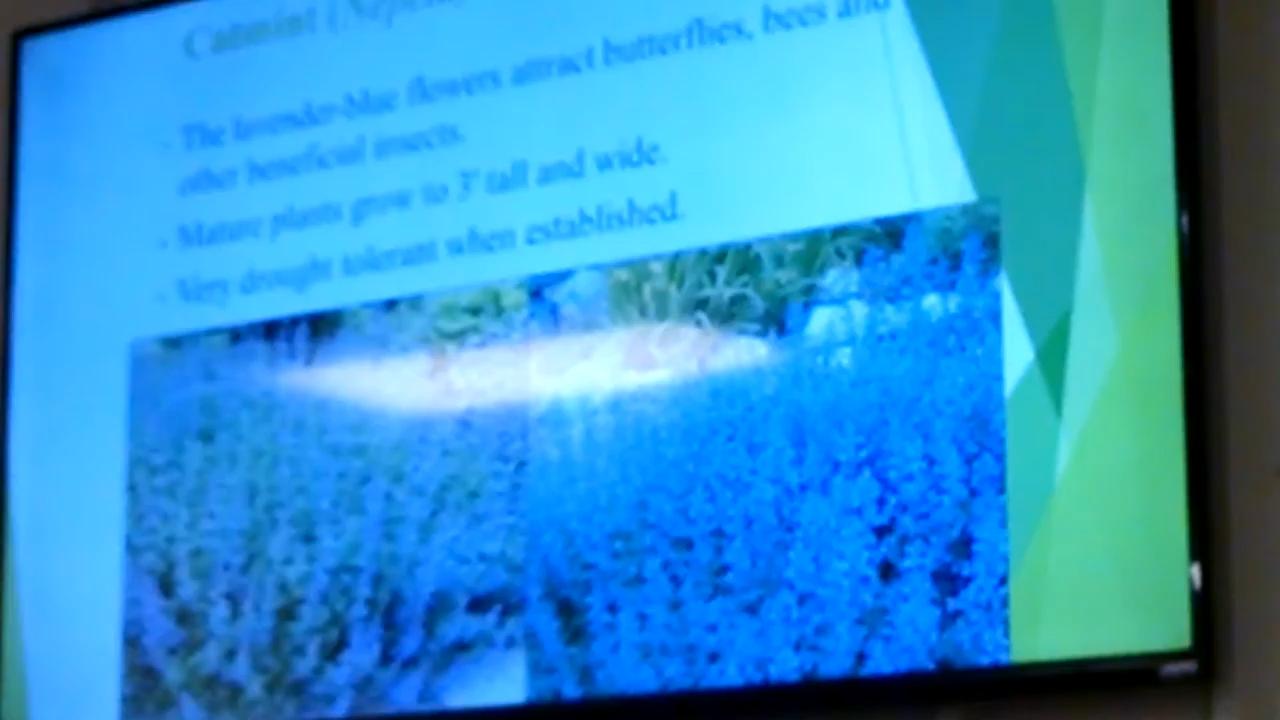 Catmint (Nepeta)
- The lavender-blue flowers attract butterflies, bees and
other beneficial insects.
- Mature plants grow to 3' tall and wide.
- Very drought tolerant when established.